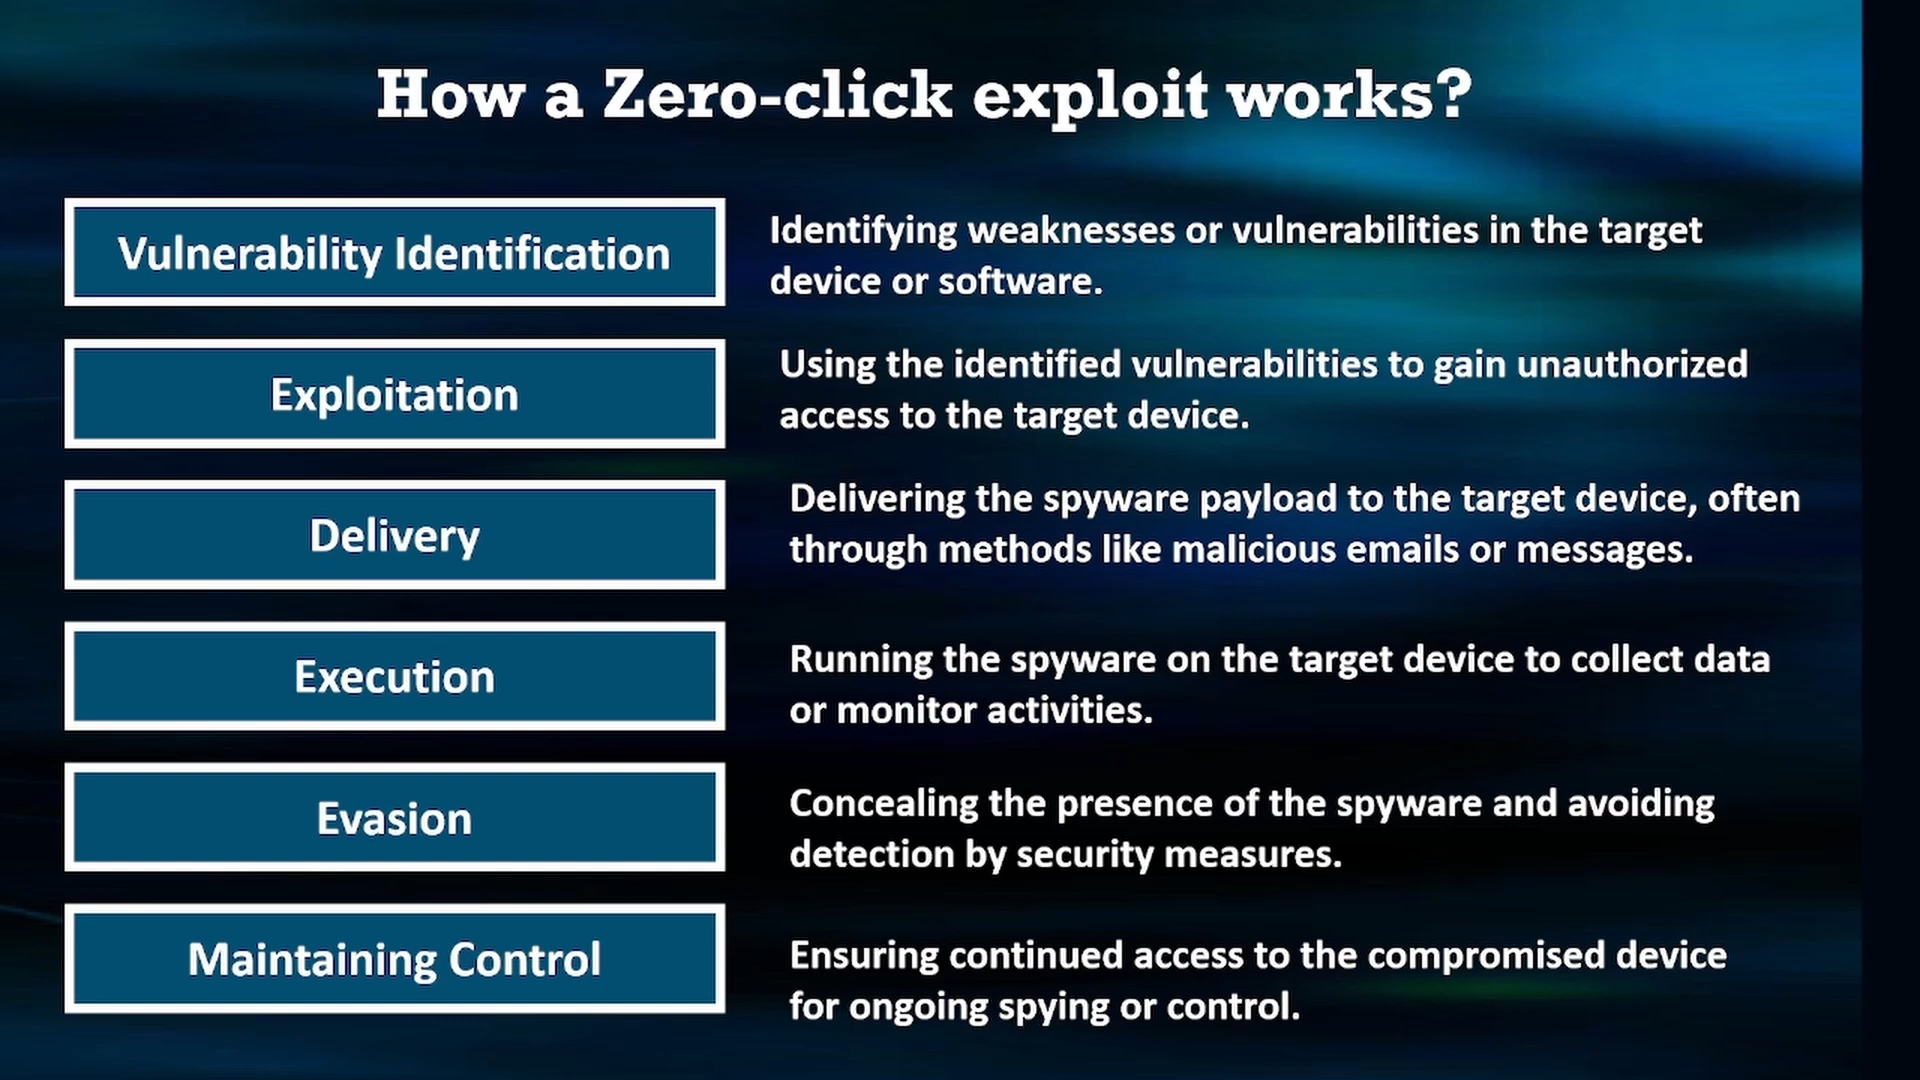 How a Zero-click exploit works?
Vulnerability Identification
Identifying weaknesses or vulnerabilities in the target
device or software.
Exploitation
Using the identified vulnerabilities to gain unauthorized
access to the target device.
Delivery
Delivering the spyware payload to the target device, often
through methods like malicious emails or messages.
Execution
Running the spyware on the target device to collect data
or monitor activities.
Evasion
Concealing the presence of the spyware and avoiding
detection by security measures.
Maintaining Control
Ensuring continued access to the compromised device
for ongoing spying or control.